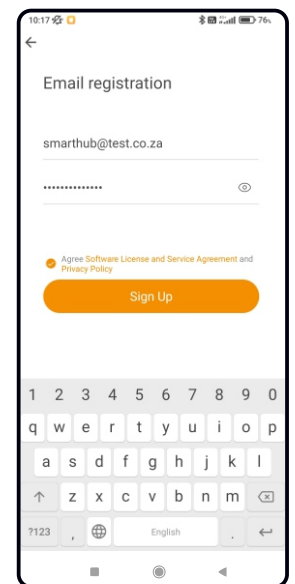 10:17 76%
Email registration
smarthub@test.co.za
••••••••••••••
Agree Software License and Service Agreement and
Privacy Policy
Sign Up
1 2 3 4 5 6 7 8 9 0
q w e r t y u i o p
a s d f g h j k l
z x c v b n m
?123 , English .